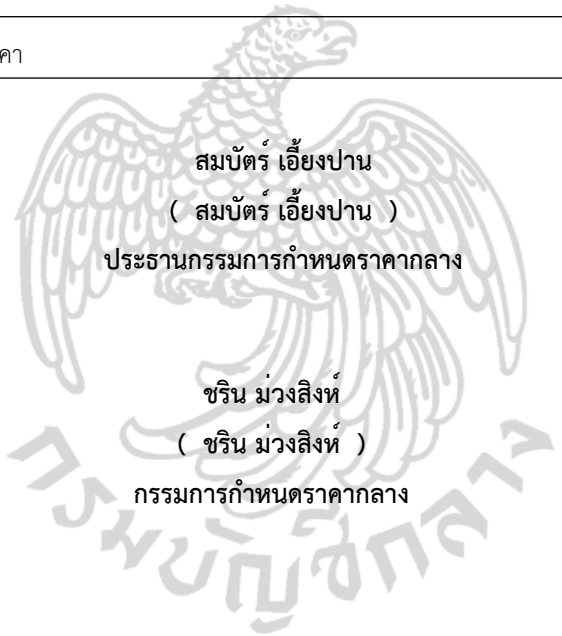 คา
สมบัตร์ เอี้ยงปาน
( สมบัตร์ เอี้ยงปาน )
ประธานกรรมการกำหนดราคากลาง
ชริน ม่วงสิงห์
( ชริน ม่วงสิงห์ )
กรรมการกำหนดราคากลาง
กรมบัญชีกลาง